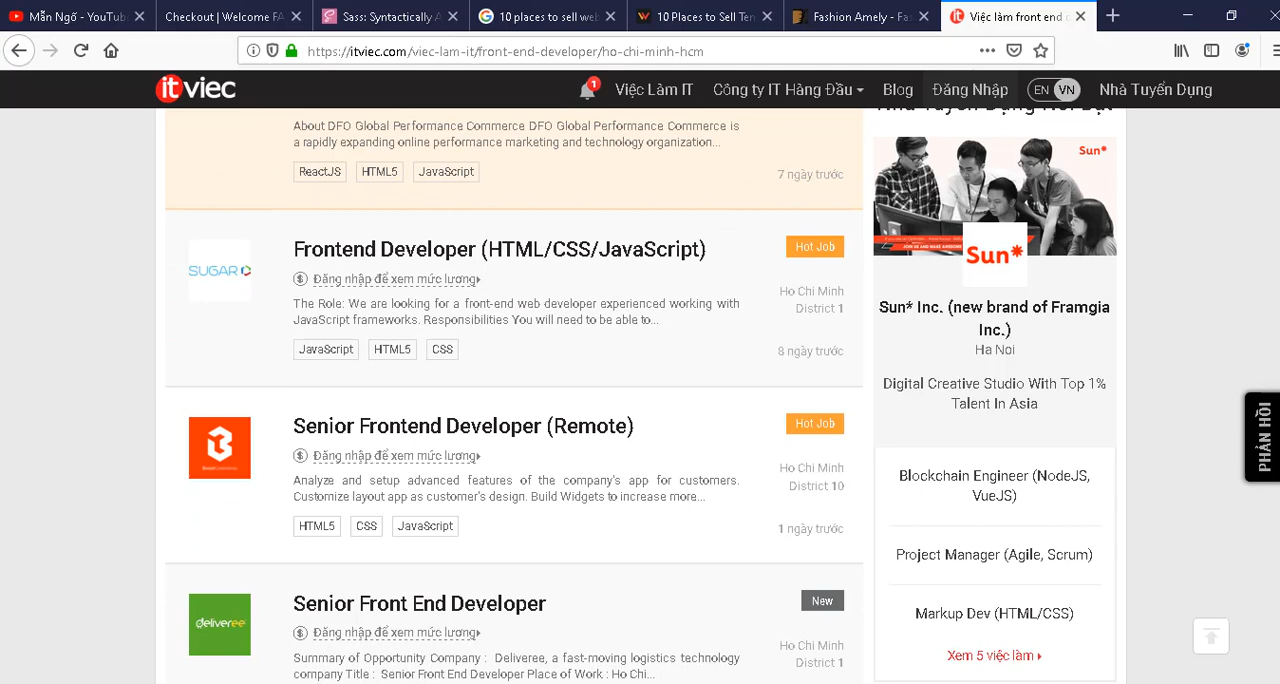 Mẫn Ngố - YouTub
Checkout | Welcome FA
Sass: Syntactically A
10 places to sell web
10 Places to Sell Ten
Fashion Amely - Fas
Việc làm front end d
https://itviec.com/viec-lam-it/front-end-developer/ho-chi-minh-hcm
itviec
1
Việc Làm IT
Công ty IT Hàng Đầu
Blog
Đăng Nhập
EN VN
Nhà Tuyển Dụng
About DFO Global Performance Commerce DFO Global Performance Commerce is
a rapidly expanding online performance marketing and technology organization...
ReactJS HTML5 JavaScript
7 ngày trước
SUGAR
Frontend Developer (HTML/CSS/JavaScript)
Hot Job
$ Đăng nhập để xem mức lương
Ho Chi Minh
District 1
The Role: We are looking for a front-end web developer experienced working with
JavaScript frameworks. Responsibilities You will need to be able to...
JavaScript HTML5 CSS
8 ngày trước
Senior Frontend Developer (Remote)
Hot Job
$ Đăng nhập để xem mức lương
Ho Chi Minh
District 10
Analyze and setup advanced features of the company's app for customers.
Customize layout app as customer's design. Build Widgets to increase more...
HTML5 CSS JavaScript
1 ngày trước
deliveree
Senior Front End Developer
New
$ Đăng nhập để xem mức lương
Ho Chi Minh
District 1
Summary of Opportunity Company : Deliveree, a fast-moving logistics technology
company Title : Senior Front End Developer Place of Work : Ho Chi...
Nhà Tuyển Dụng Nổi Bật
Sun*
Sun*
Sun* Inc. (new brand of Framgia
Inc.)
Ha Noi
Digital Creative Studio With Top 1%
Talent In Asia
Blockchain Engineer (NodeJS,
VueJS)
Project Manager (Agile, Scrum)
Markup Dev (HTML/CSS)
Xem 5 việc làm
PHẢN HỒI